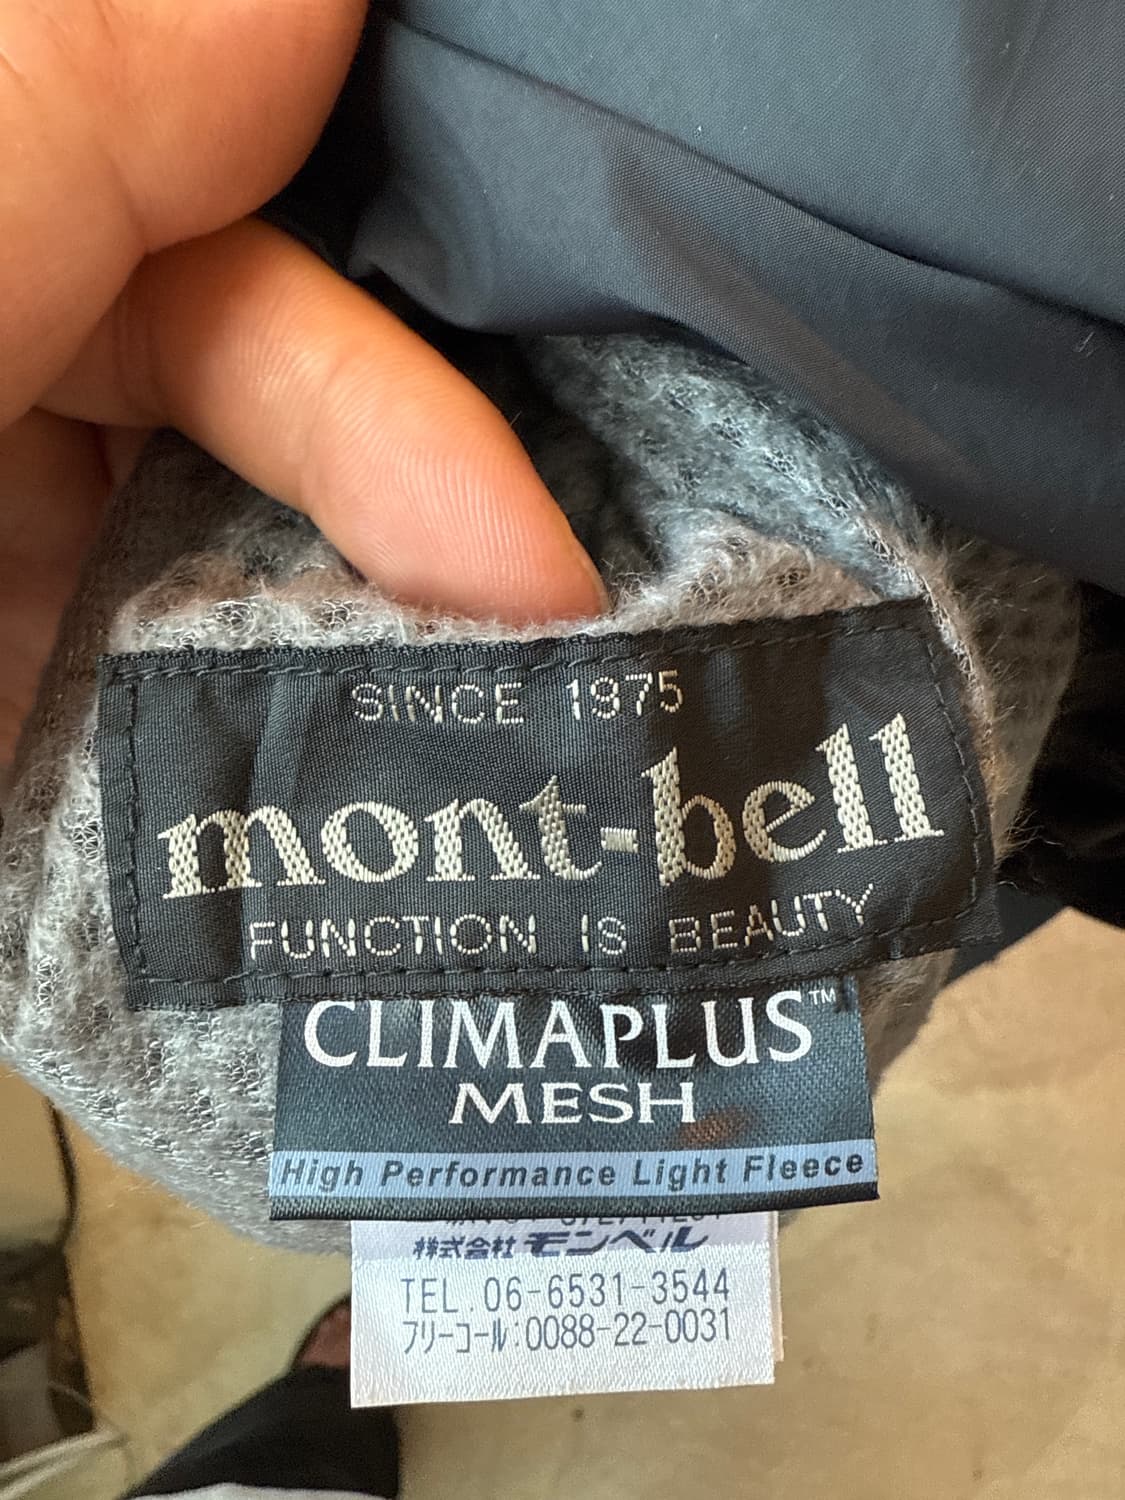 SINCE 1975
mont-bell
FUNCTION IS BEAUTY
CLIMAPLUS™
MESH
High Performance Light Fleece
株式会社 モンベル
TEL.06-6531-3544
フリーコール:0088-22-0031